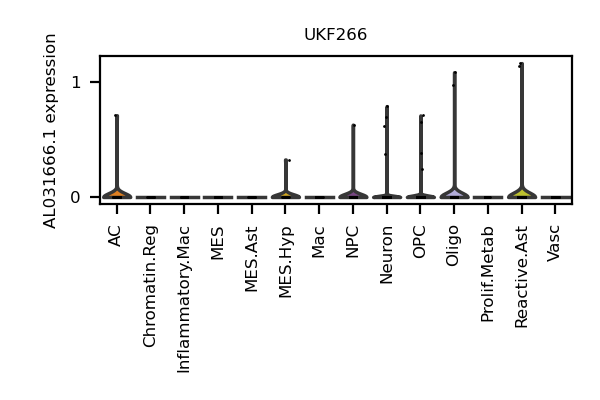 UKF266
AL031666.1 expression
1
0
AC
Chromatin.Reg
Inflammatory.Mac
MES
MES.Ast
MES.Hyp
Mac
NPC
Neuron
OPC
Oligo
Prolif.Metab
Reactive.Ast
Vasc